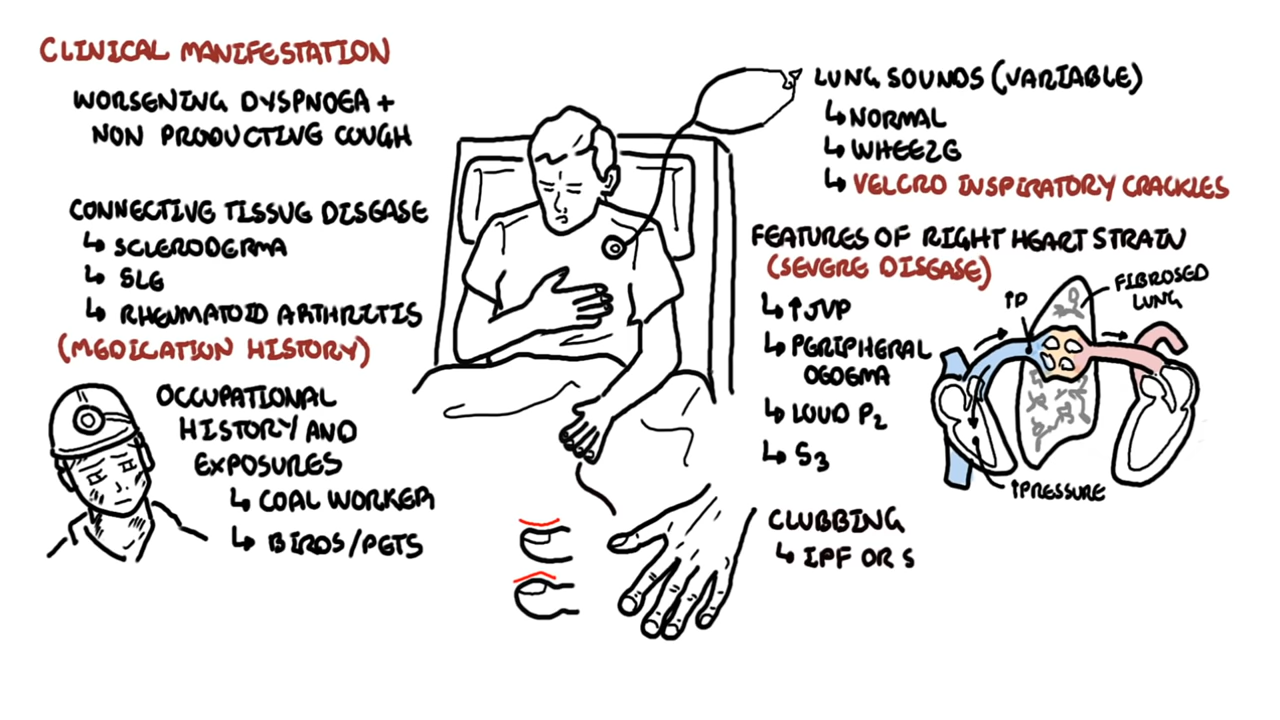 CLINICAL MANIFESTATION
WORSENING DYSPNOEA +
NON PRODUCTING COUGH
CONNECTIVE TISSUE DISEASE
↳ SCLERODERMA
↳ SLE
↳ RHEUMATOID ARTHRITIS
(MEDICATION HISTORY)
OCCUPATIONAL
HISTORY AND
EXPOSURES
↳ COAL WORKER
↳ BIRDS/PETS
LUNG SOUNDS (VARIABLE)
↳ NORMAL
↳ WHEEZE
↳ VELCRO INSPIRATORY CRACKLES
FEATURES OF RIGHT HEART STRAIN
(SEVERE DISEASE)
↳ ↑JVP
↳ PERIPHERAL
OEDEMA
↳ LOUD P2
↳ S3
↑P
FIBROSED
LUNG
↑PRESSURE
CLUBBING
↳ IPF OR S